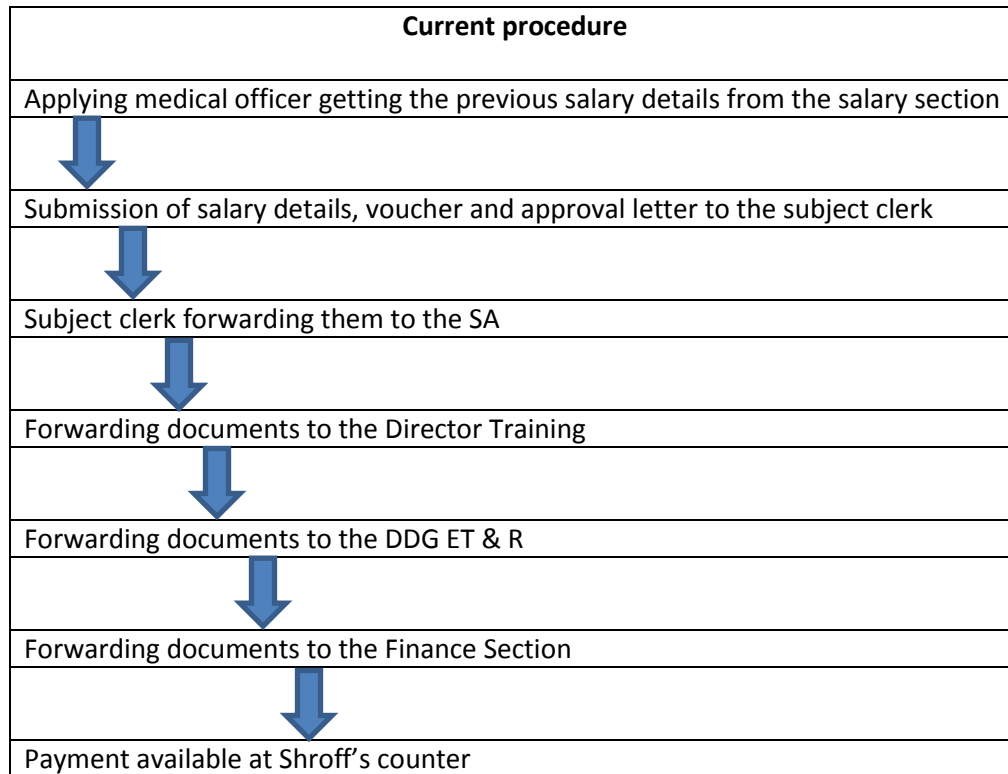 Current procedure
Applying medical officer getting the previous salary details from the salary section
Submission of salary details, voucher and approval letter to the subject clerk
Subject clerk forwarding them to the SA
Forwarding documents to the Director Training
Forwarding documents to the DDG ET & R
Forwarding documents to the Finance Section
Payment available at Shroff’s counter